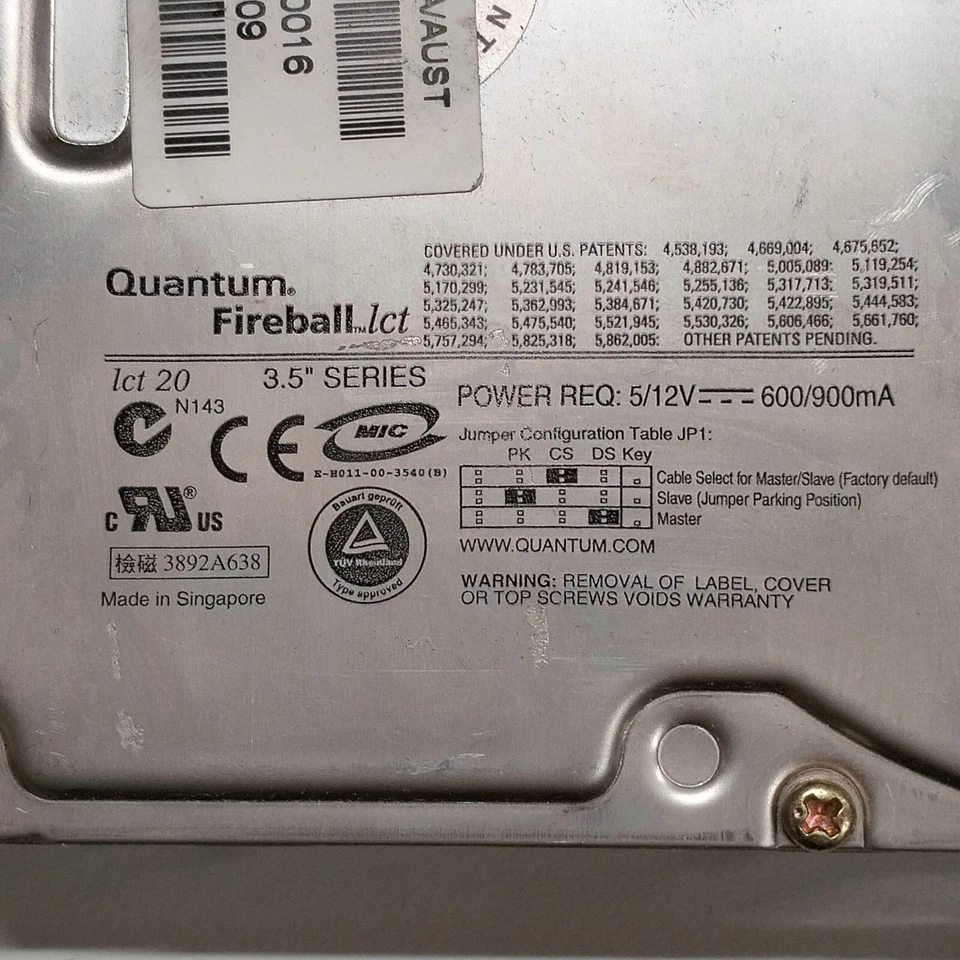 09
0016
/AUST
NT
COVERED UNDER U.S. PATENTS: 4,538,193; 4,669,004; 4,675,652;
4,730,321; 4,783,705; 4,819,153; 4,882,671; 5,005,089; 5,119,254;
5,170,299; 5,231,545; 5,241,546; 5,255,136; 5,317,713; 5,319,511;
5,325,247; 5,362,993; 5,384,671; 5,420,730; 5,422,895; 5,444,583;
5,465,343; 5,475,540; 5,521,945; 5,530,326; 5,606,466; 5,661,760;
5,757,294; 5,825,318; 5,862,005: OTHER PATENTS PENDING.
Quantum®
Fireball™ lct
lct 20 3.5" SERIES
N143
CE
MIC
E-H011-00-3540(B)
C RU® US
Bauart geprüft
TÜV Rheinland
Type approved
檢磁 3892A638
Made in Singapore
POWER REQ: 5/12V 600/900mA
Jumper Configuration Table JP1:
PK CS DS Key
Cable Select for Master/Slave (Factory default)
Slave (Jumper Parking Position)
Master
WWW.QUANTUM.COM
WARNING: REMOVAL OF LABEL, COVER
OR TOP SCREWS VOIDS WARRANTY